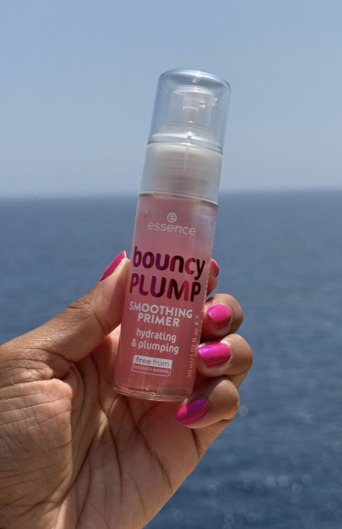 essence
bouncy
PLUMP
SMOOTHING
PRIMER
hydrating
& plumping
free from